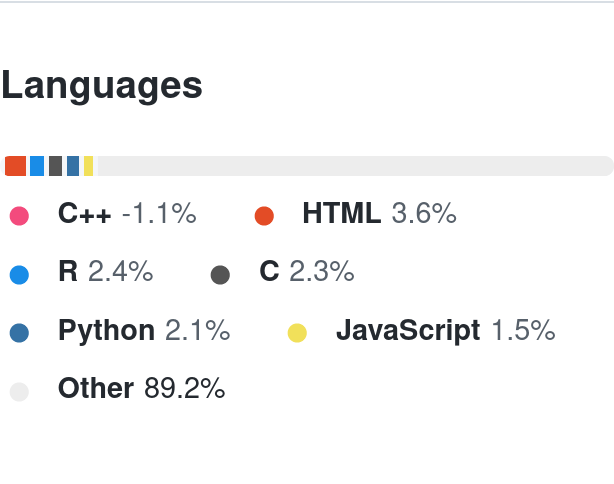 Languages
C++ -1.1% HTML 3.6%
R 2.4% C 2.3%
Python 2.1% JavaScript 1.5%
Other 89.2%